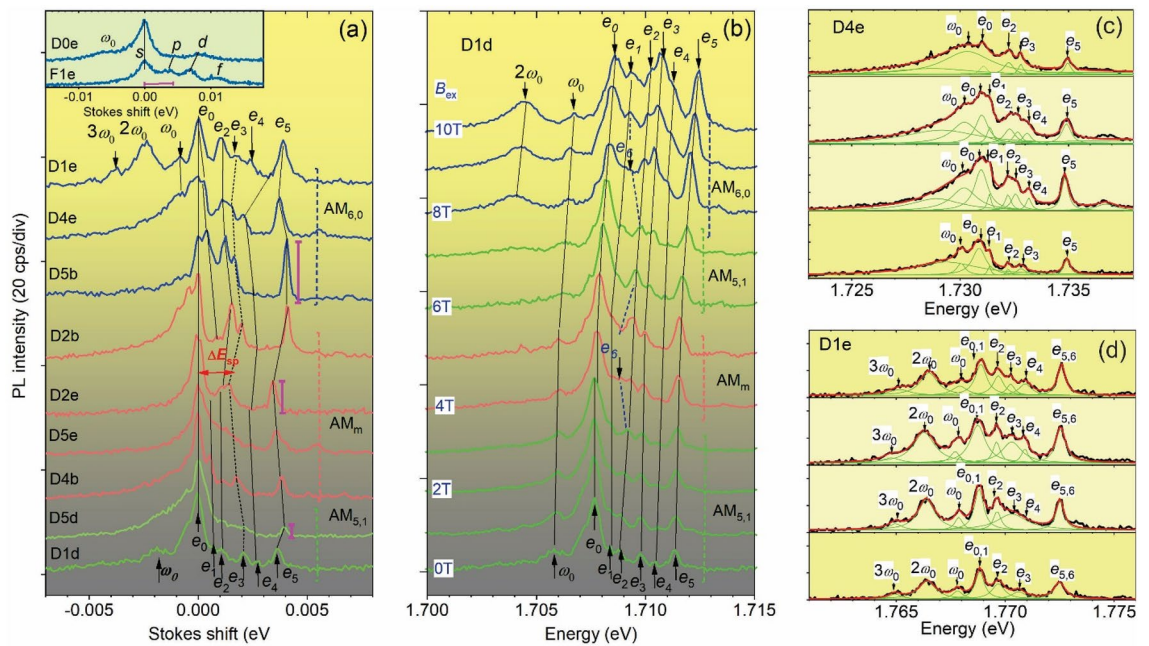 (a)
D0e
ω₀
F1e
s
p
d
f
-0.01
0.00
0.01
Stokes shift (eV)
3ω₀
2ω₀
ω₀
e₀
e₂
e₃
e₄
e₅
D1e
D4e
D5b
D2b
D2e
D5e
D4b
D5d
D1d
AM₆,₀
AMₘ
AM₅,₁
ΔE_sp
ω₀
e₀
e₁
e₂
e₃
e₄
e₅
PL intensity (20 cps/div)
-0.005
0.000
0.005
Stokes shift (eV
(b)
D1d
2ω₀
ω₀
e₀
e₁
e₂
e₃
e₄
e₅
B_ex
10T
8T
6T
4T
2T
0T
e₆
e₆
AM₆,₀
AM₅,₁
AMₘ
AM₅,₁
ω₀
e₀
e₁
e₂
e₃
e₄
e₅
1.700
1.705
1.710
1.715
Energy (eV)
(c)
D4e
ω₀ e₀ e₂ e₃ e₅
ω₀ e₀ e₁ e₂ e₃ e₄ e₅
ω₀ e₀ e₁ e₂ e₃ e₄ e₅
ω₀ e₀ e₁ e₂ e₃ e₅
1.725
1.730
1.735
Energy (eV)
(d)
D1e
3ω₀ 2ω₀ ω₀ e₀,₁ e₂ e₃ e₄ e₅,₆
3ω₀ 2ω₀ ω₀ e₀,₁ e₂ e₃ e₄ e₅,₆
3ω₀ 2ω₀ ω₀ e₀,₁ e₂ e₃ e₄ e₅,₆
3ω₀ 2ω₀ ω₀ e₀,₁ e₂ e₃ e₅,₆
1.765
1.770
1.775
Energy (eV)